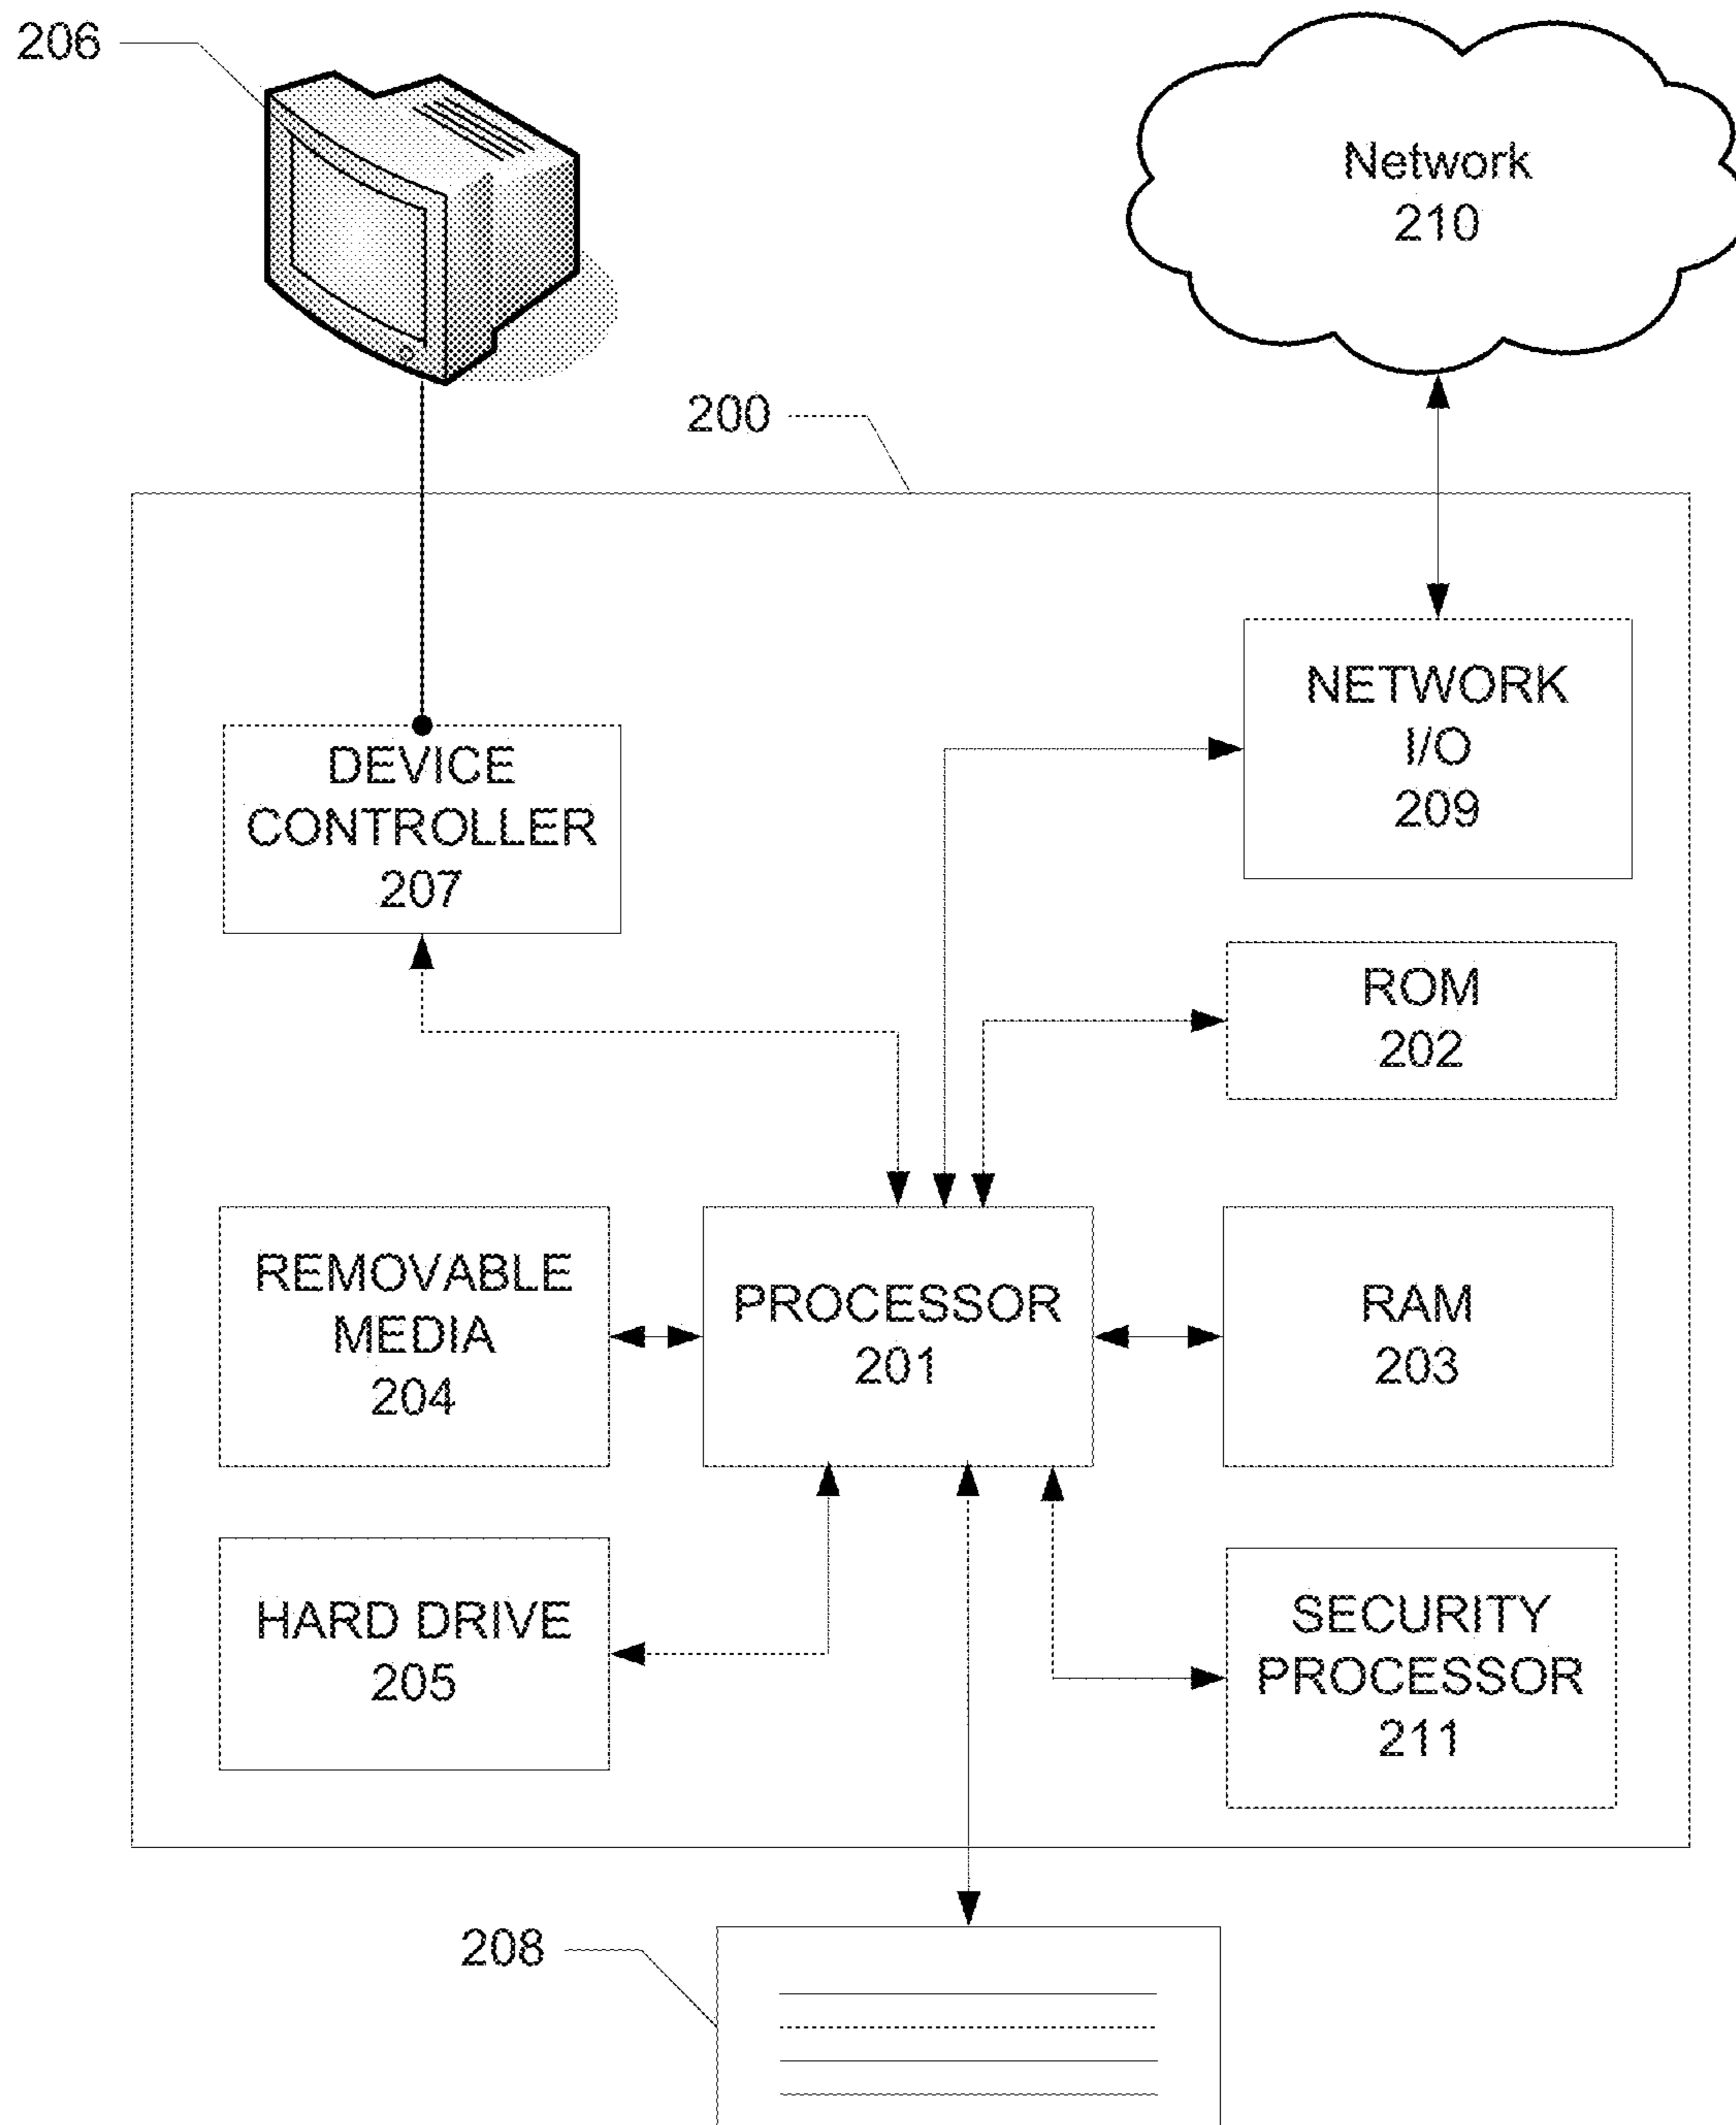 206
Network
210
200
NETWORK
I/O
209
DEVICE
CONTROLLER
207
ROM
202
REMOVABLE
MEDIA
204
PROCESSOR
201
RAM
203
HARD DRIVE
205
SECURITY
PROCESSOR
211
208